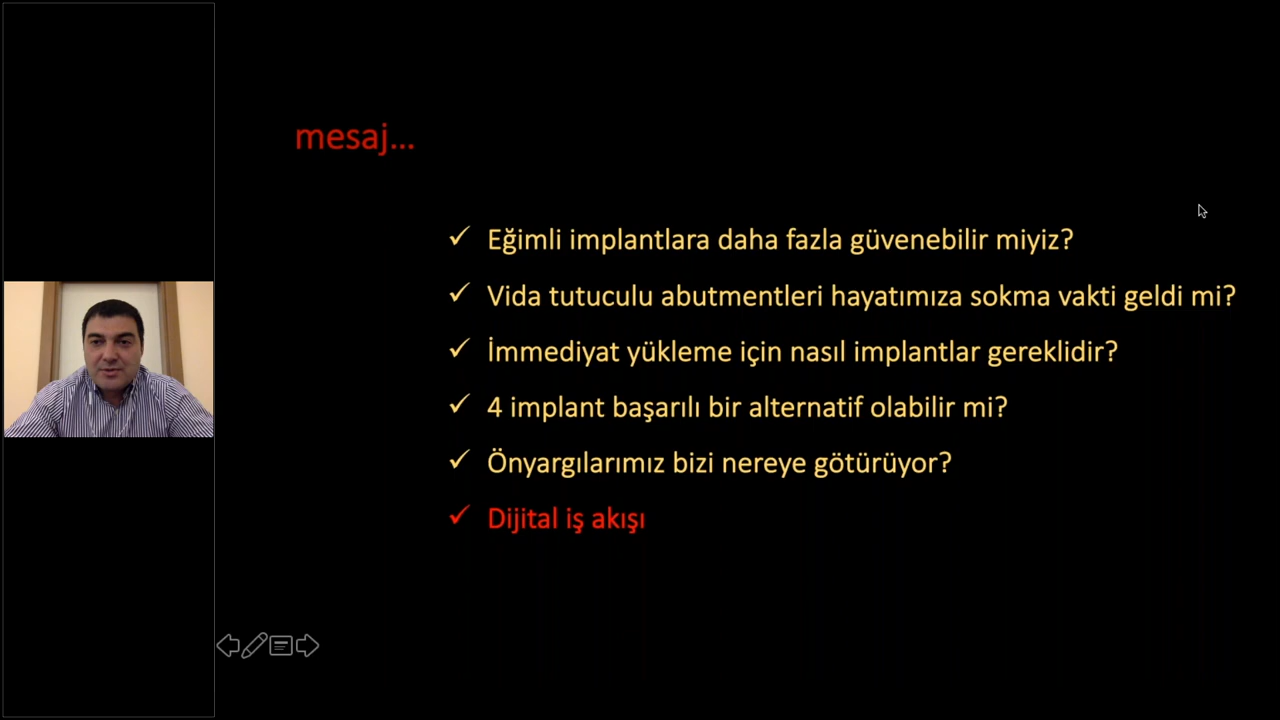 mesaj...
Eğimli implantlara daha fazla güvenebilir miyiz?
Vida tutuculu abutmentleri hayatımıza sokma vakti geldi mi?
İmmediyat yükleme için nasıl implantlar gereklidir?
4 implant başarılı bir alternatif olabilir mi?
Önyargılarımız bizi nereye götürüyor?
Dijital iş akışı